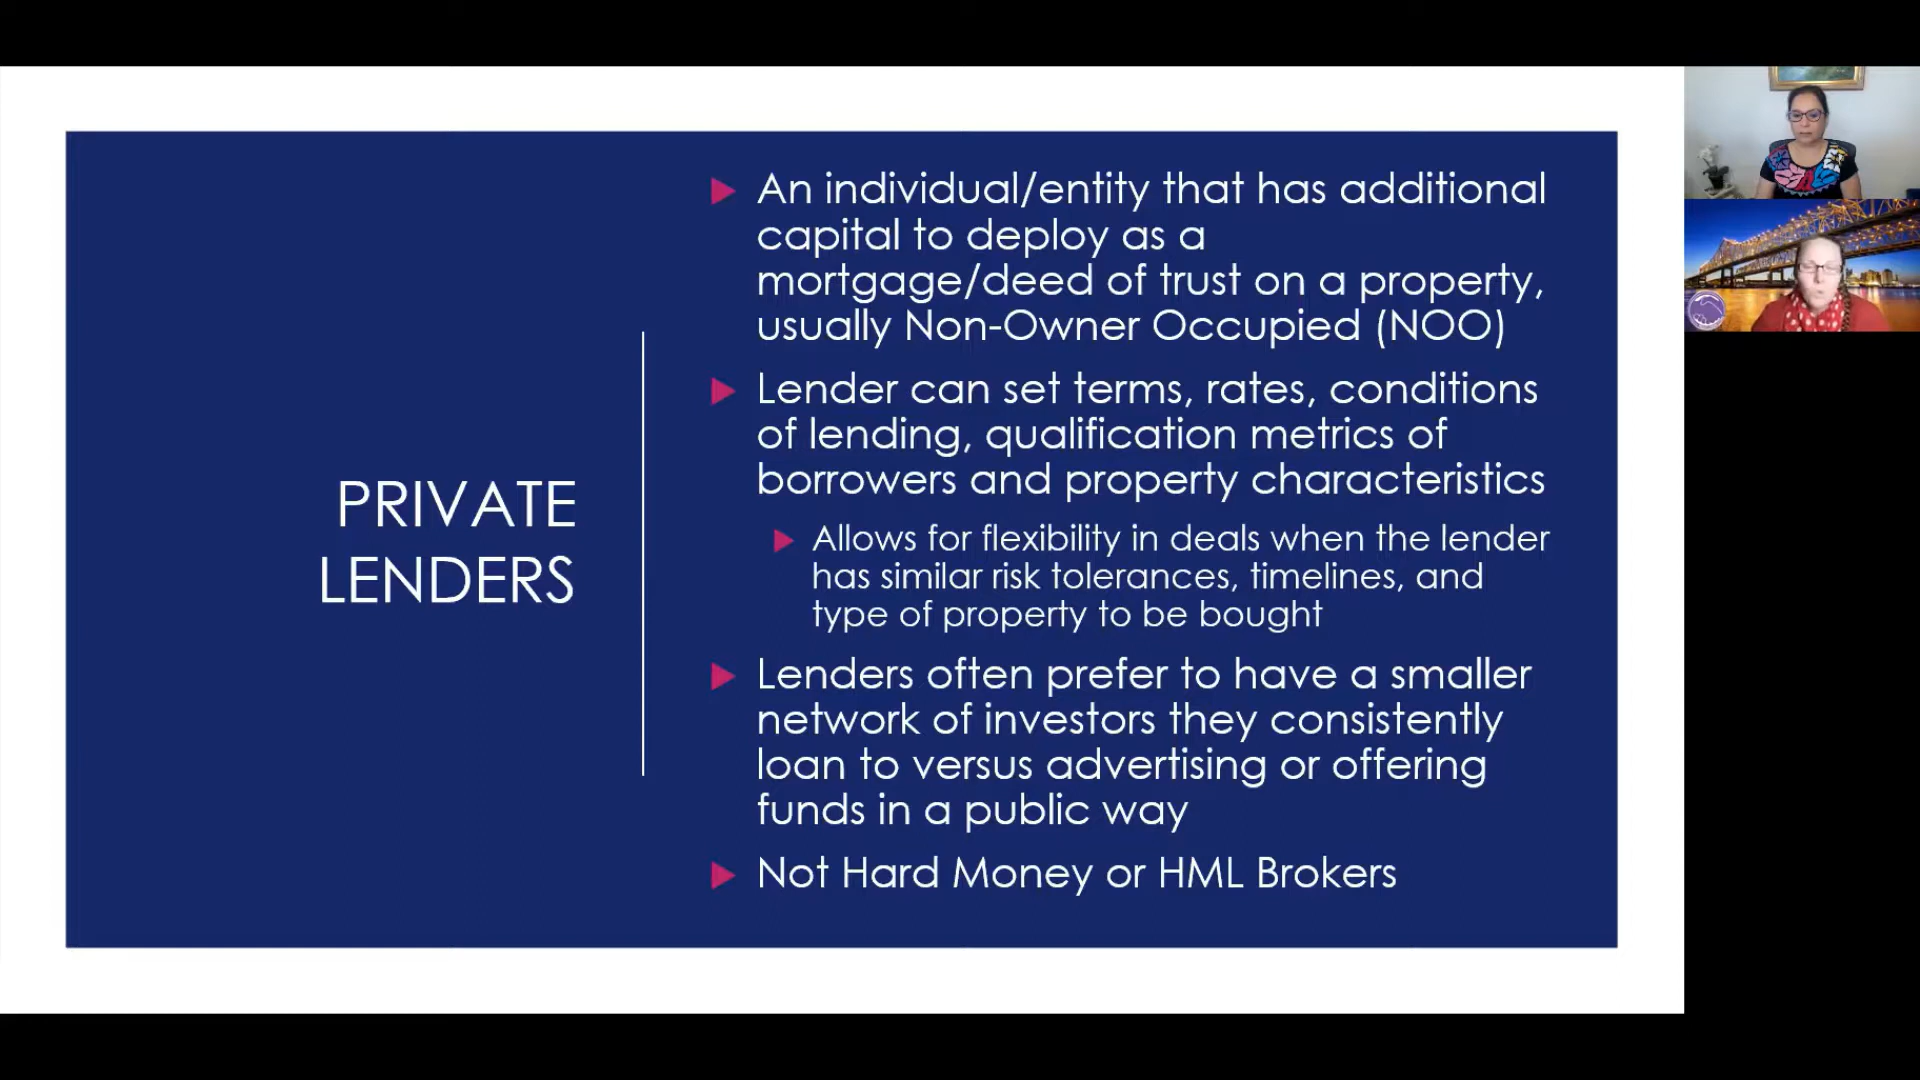 PRIVATE
LENDERS
An individual/entity that has additional
capital to deploy as a
mortgage/deed of trust on a property,
usually Non-Owner Occupied (NOO)
Lender can set terms, rates, conditions
of lending, qualification metrics of
borrowers and property characteristics
Allows for flexibility in deals when the lender
has similar risk tolerances, timelines, and
type of property to be bought
Lenders often prefer to have a smaller
network of investors they consistently
loan to versus advertising or offering
funds in a public way
Not Hard Money or HML Brokers